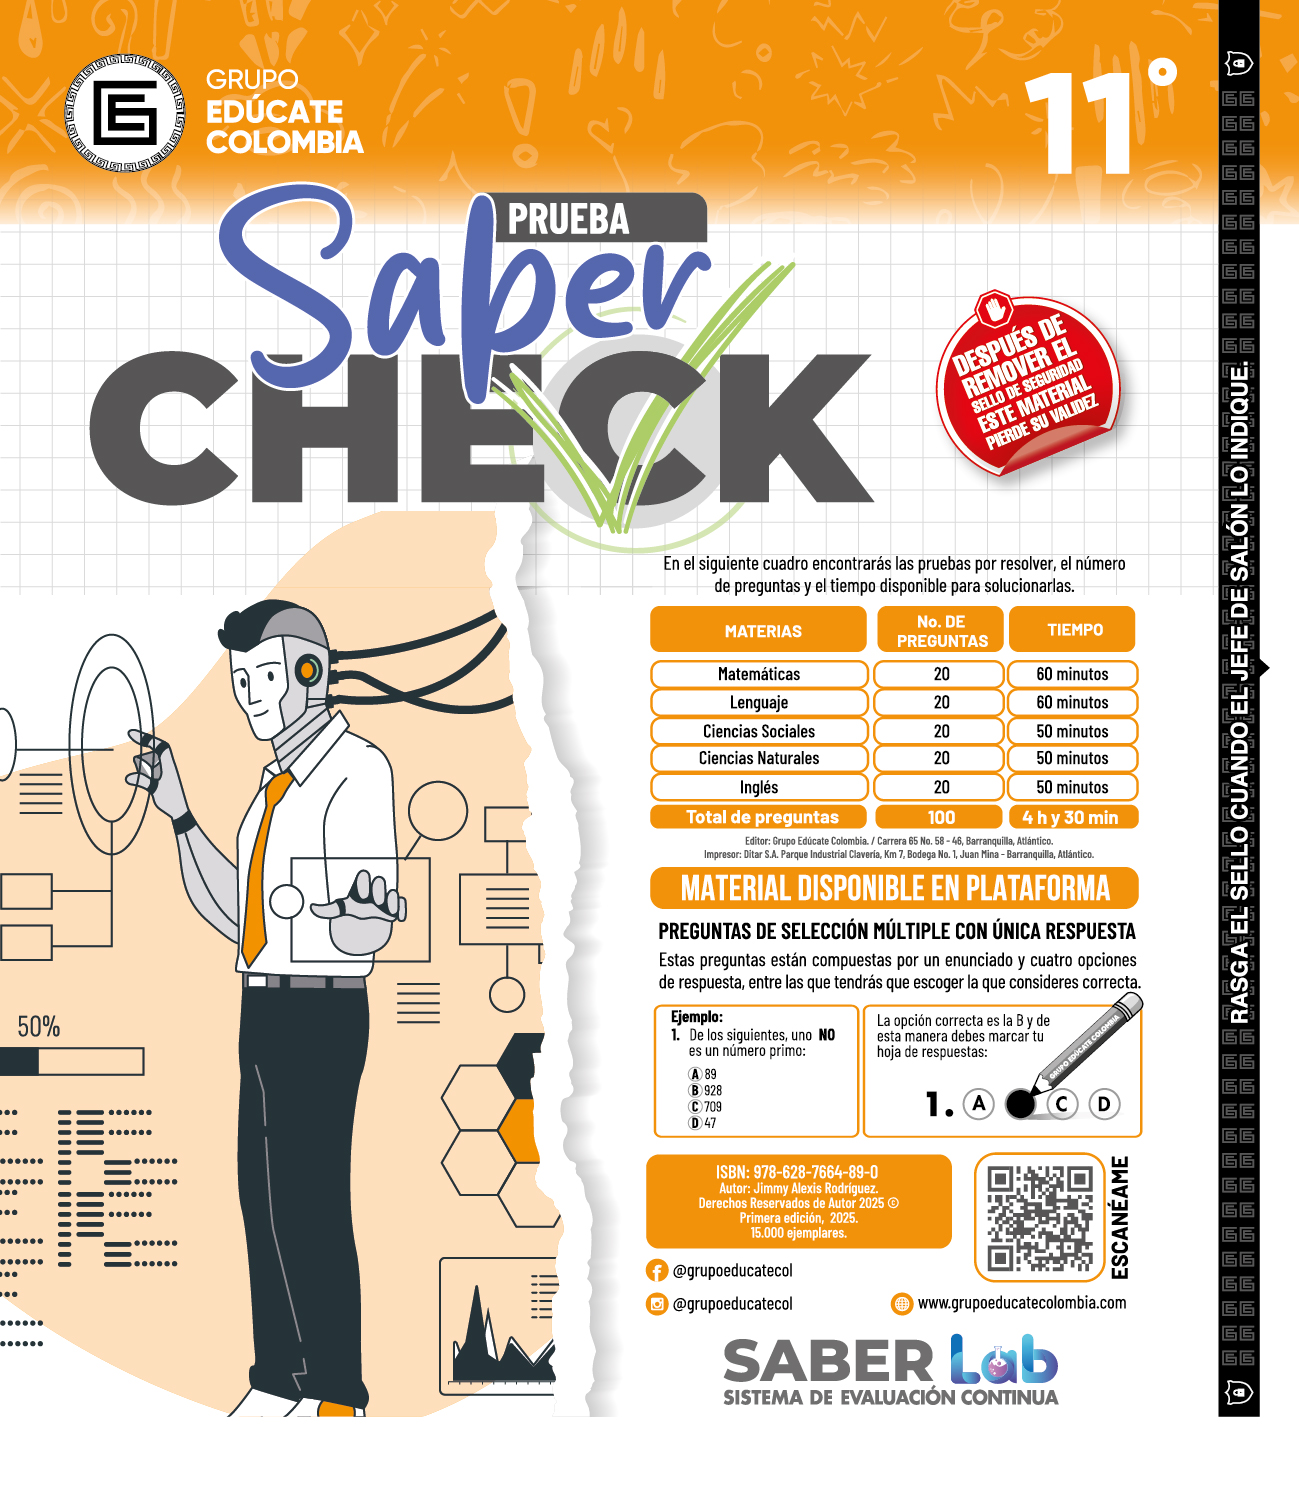 GRUPO
EDÚCATE
COLOMBIA
11°
PRUEBA
Saber
CHECK
DESPUÉS DE
REMOVER EL
SELLO DE SEGURIDAD
ESTE MATERIAL
PIERDE SU VALIDEZ
RASGA EL SELLO CUANDO EL JEFE DE SALÓN LO INDIQUE.
En el siguiente cuadro encontrarás las pruebas por resolver, el número
de preguntas y el tiempo disponible para solucionarlas.
MATERIAS No. DE PREGUNTAS TIEMPO
Matemáticas 20 60 minutos
Lenguaje 20 60 minutos
Ciencias Sociales 20 50 minutos
Ciencias Naturales 20 50 minutos
Inglés 20 50 minutos
Total de preguntas 100 4 h y 30 min
Editor: Grupo Edúcate Colombia. / Carrera 65 No. 58 - 46, Barranquilla, Atlántico.
Impresor: Ditar S.A. Parque Industrial Clavería, Km 7, Bodega No. 1, Juan Mina - Barranquilla, Atlántico.
MATERIAL DISPONIBLE EN PLATAFORMA
PREGUNTAS DE SELECCIÓN MÚLTIPLE CON ÚNICA RESPUESTA
Estas preguntas están compuestas por un enunciado y cuatro opciones
de respuesta, entre las que tendrás que escoger la que consideres correcta.
Ejemplo:
1. De los siguientes, uno NO
es un número primo:
A 89
B 928
C 709
D 47
La opción correcta es la B y de
esta manera debes marcar tu
hoja de respuestas:
GRUPO EDÚCATE COLOMBIA
1. A C D
50%
ISBN: 978-628-7664-89-0
Autor: Jimmy Alexis Rodríguez.
Derechos Reservados de Autor 2025 ©
Primera edición, 2025.
15.000 ejemplares.
ESCANÉAME
@grupoeducatecol
@grupoeducatecol
www.grupoeducatecolombia.com
SABER Lab
SISTEMA DE EVALUACIÓN CONTINUA